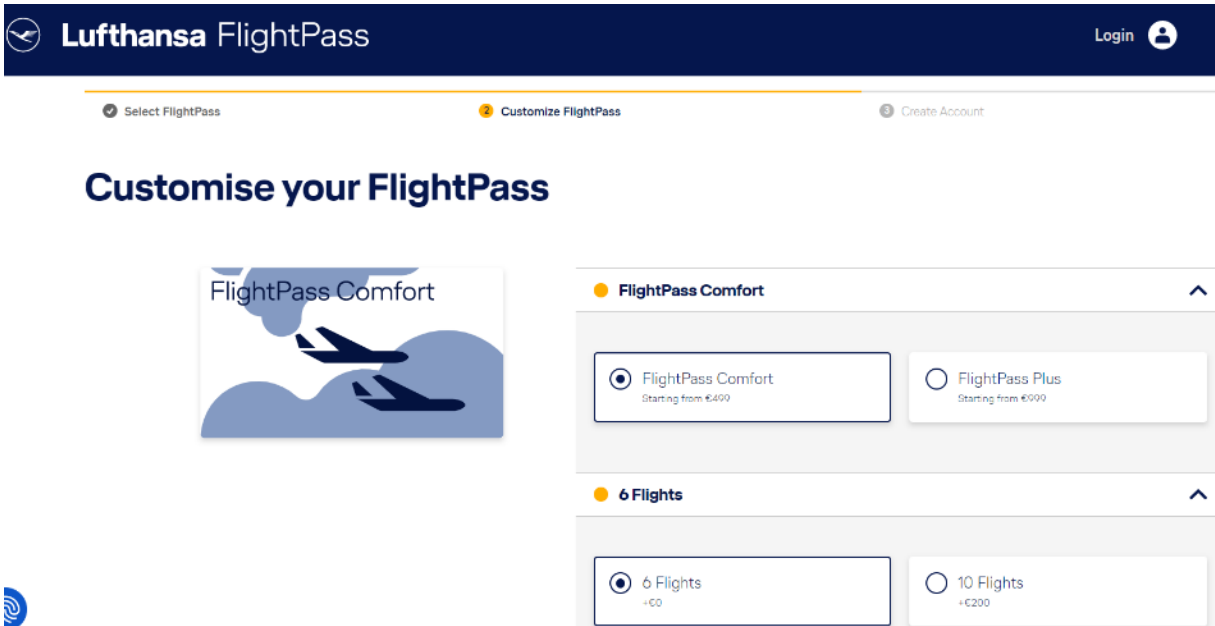 Lufthansa FlightPass
Login
Select FlightPass
2 Customize FlightPass
3 Create Account
Customise your FlightPass
FlightPass Comfort
FlightPass Comfort
FlightPass Comfort
Starting from €499
FlightPass Plus
Starting from €999
6 Flights
6 Flights
+€0
10 Flights
+€200